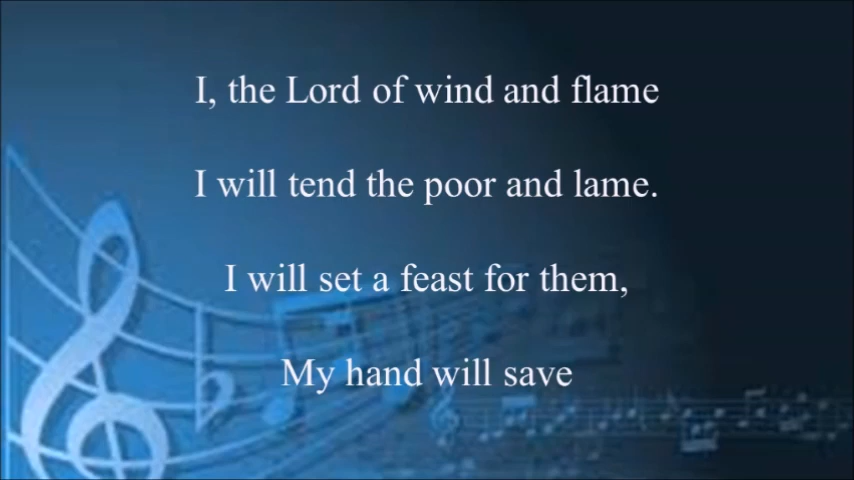 I, the Lord of wind and flame
I will tend the poor and lame.
I will set a feast for them,
My hand will save